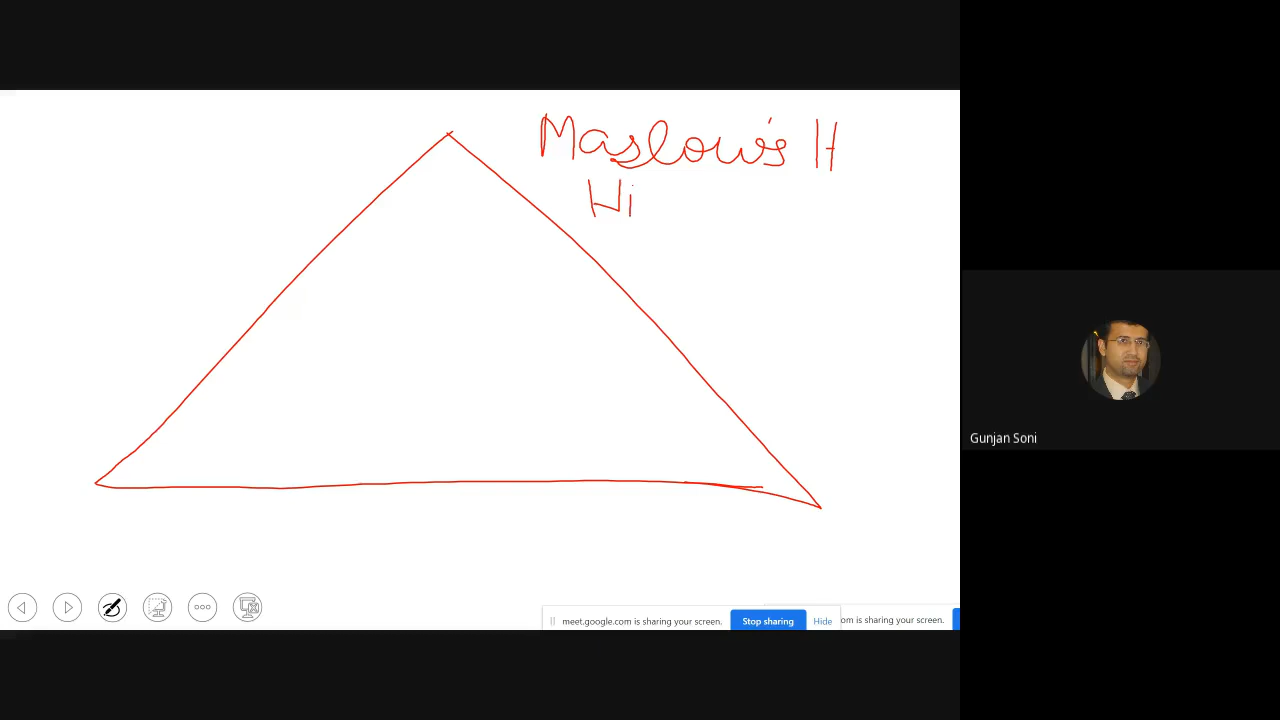 Maslow's H
Hi
Gunjan Soni
meet.google.com is sharing your screen. Stop sharing Hide om is sharing your screen.